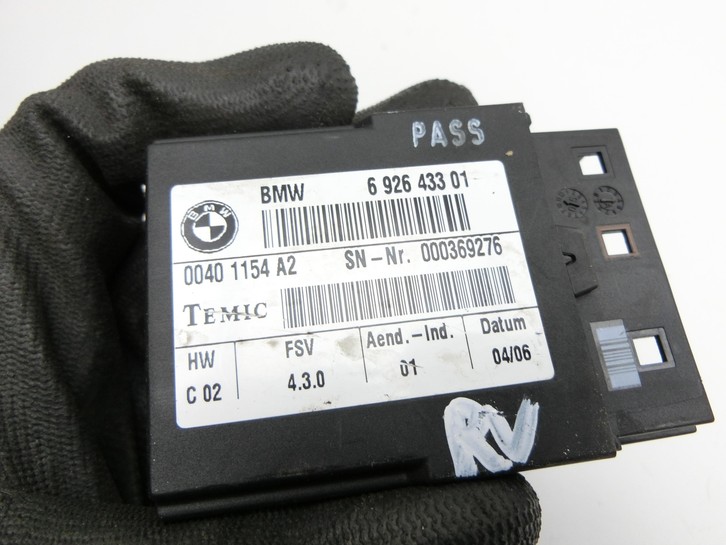 PASS
BMW 6 926 433 01
BMW
0040 1154 A2 SN-Nr. 000369276
TEMIC
HW FSV Aend.-Ind. Datum
C 02 4.3.0 01 04/06
RV